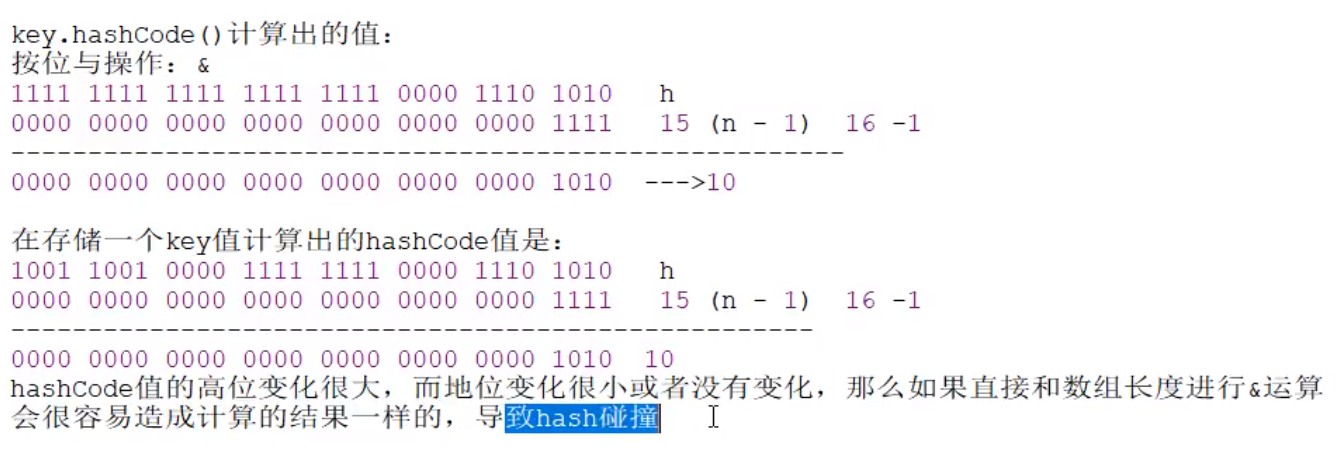 key.hashCode()计算出的值：
按位与操作：&
1111 1111 1111 1111 1111 0000 1110 1010 h
0000 0000 0000 0000 0000 0000 0000 1111 15 (n - 1) 16 -1
------------------------------------------------------
0000 0000 0000 0000 0000 0000 0000 1010 --->10
在存储一个key值计算出的hashCode值是：
1001 1001 0000 1111 1111 0000 1110 1010 h
0000 0000 0000 0000 0000 0000 0000 1111 15 (n - 1) 16 -1
----------------------------------------------------
0000 0000 0000 0000 0000 0000 0000 1010 10
hashCode值的高位变化很大，而地位变化很小或者没有变化，那么如果直接和数组长度进行&运算
会很容易造成计算的结果一样的，导致hash碰撞